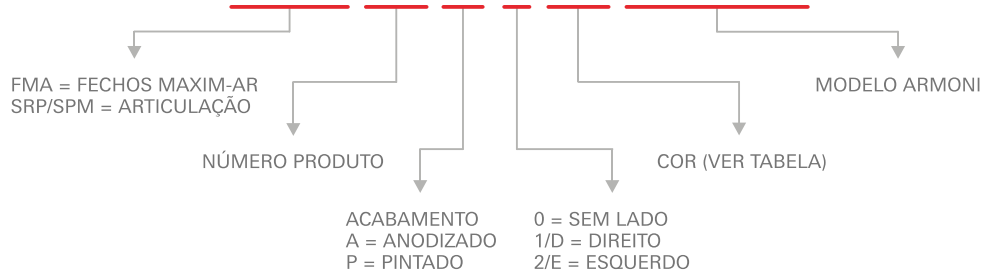 FMA = FECHOS MAXIM-AR
SRP/SPM = ARTICULAÇÃO
MODELO ARMONI
NÚMERO PRODUTO
COR (VER TABELA)
ACABAMENTO
A = ANODIZADO
P = PINTADO
0 = SEM LADO
1/D = DIREITO
2/E = ESQUERDO